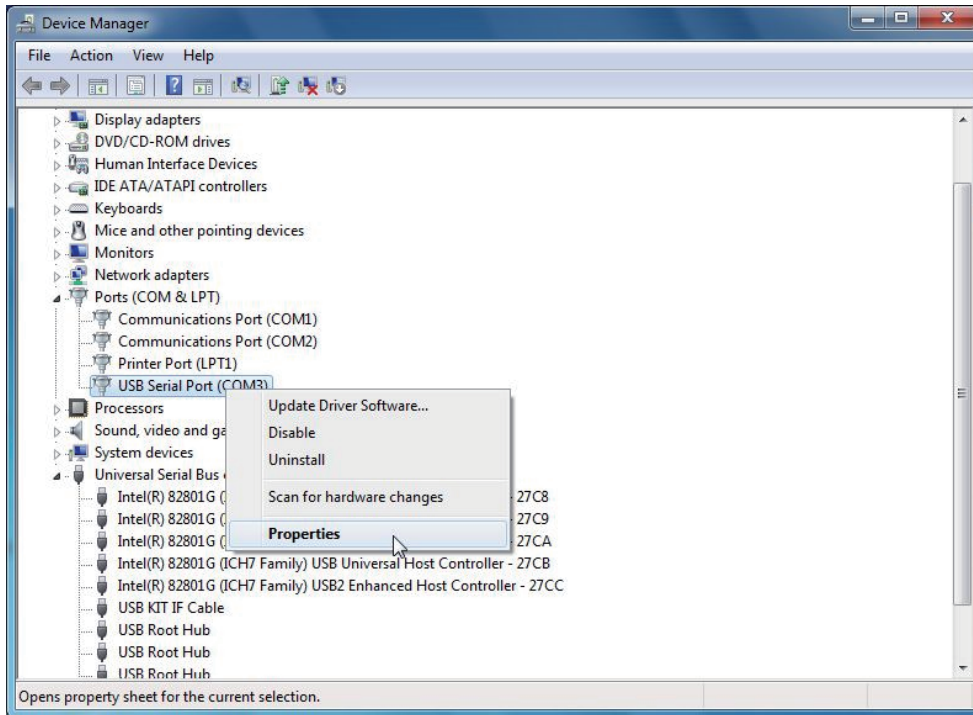 Device Manager
File Action View Help
Display adapters
DVD/CD-ROM drives
Human Interface Devices
IDE ATA/ATAPI controllers
Keyboards
Mice and other pointing devices
Monitors
Network adapters
Ports (COM & LPT)
Communications Port (COM1)
Communications Port (COM2)
Printer Port (LPT1)
USB Serial Port (COM3)
Processors
Sound, video and ga
System devices
Universal Serial Bus
Update Driver Software...
Disable
Uninstall
Scan for hardware changes
Properties
Intel(R) 82801G (I - 27C8
Intel(R) 82801G (I - 27C9
Intel(R) 82801G (I - 27CA
Intel(R) 82801G (ICH7 Family) USB Universal Host Controller - 27CB
Intel(R) 82801G (ICH7 Family) USB2 Enhanced Host Controller - 27CC
USB KIT IF Cable
USB Root Hub
USB Root Hub
USB Root Hub
Opens property sheet for the current selection.